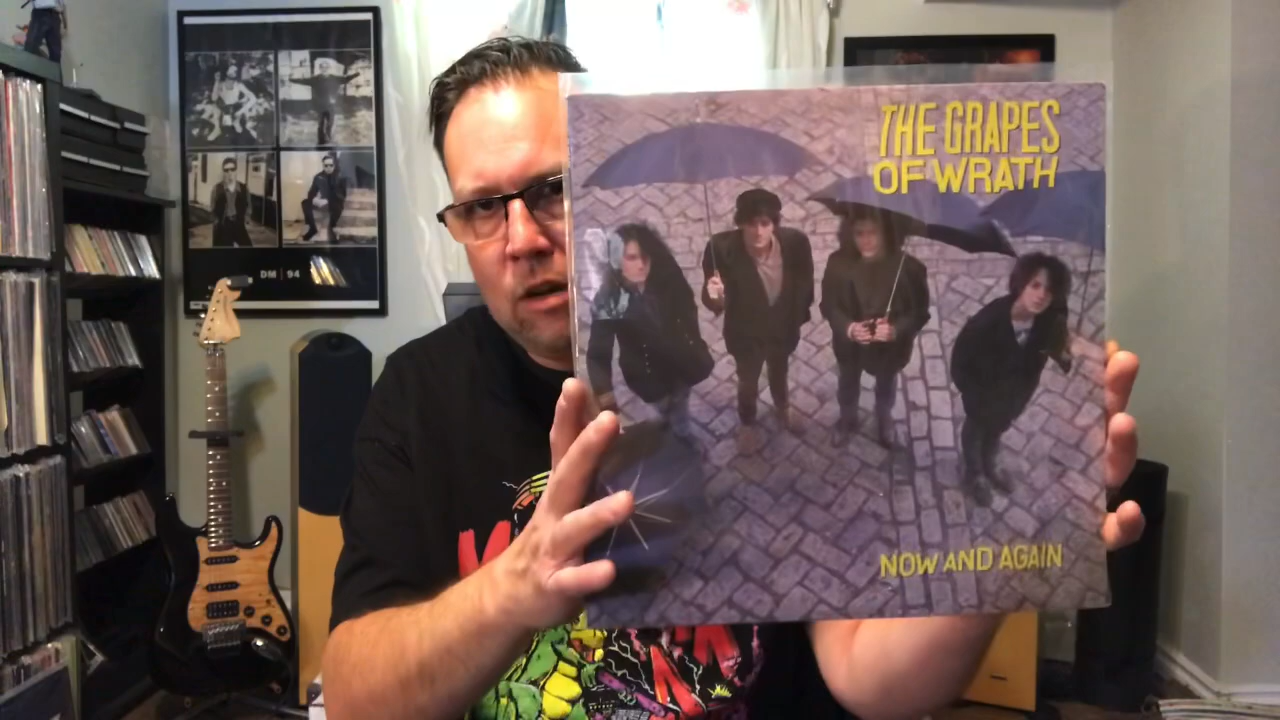 DM | 94
THE GRAPES
OF WRATH
NOW AND AGAIN